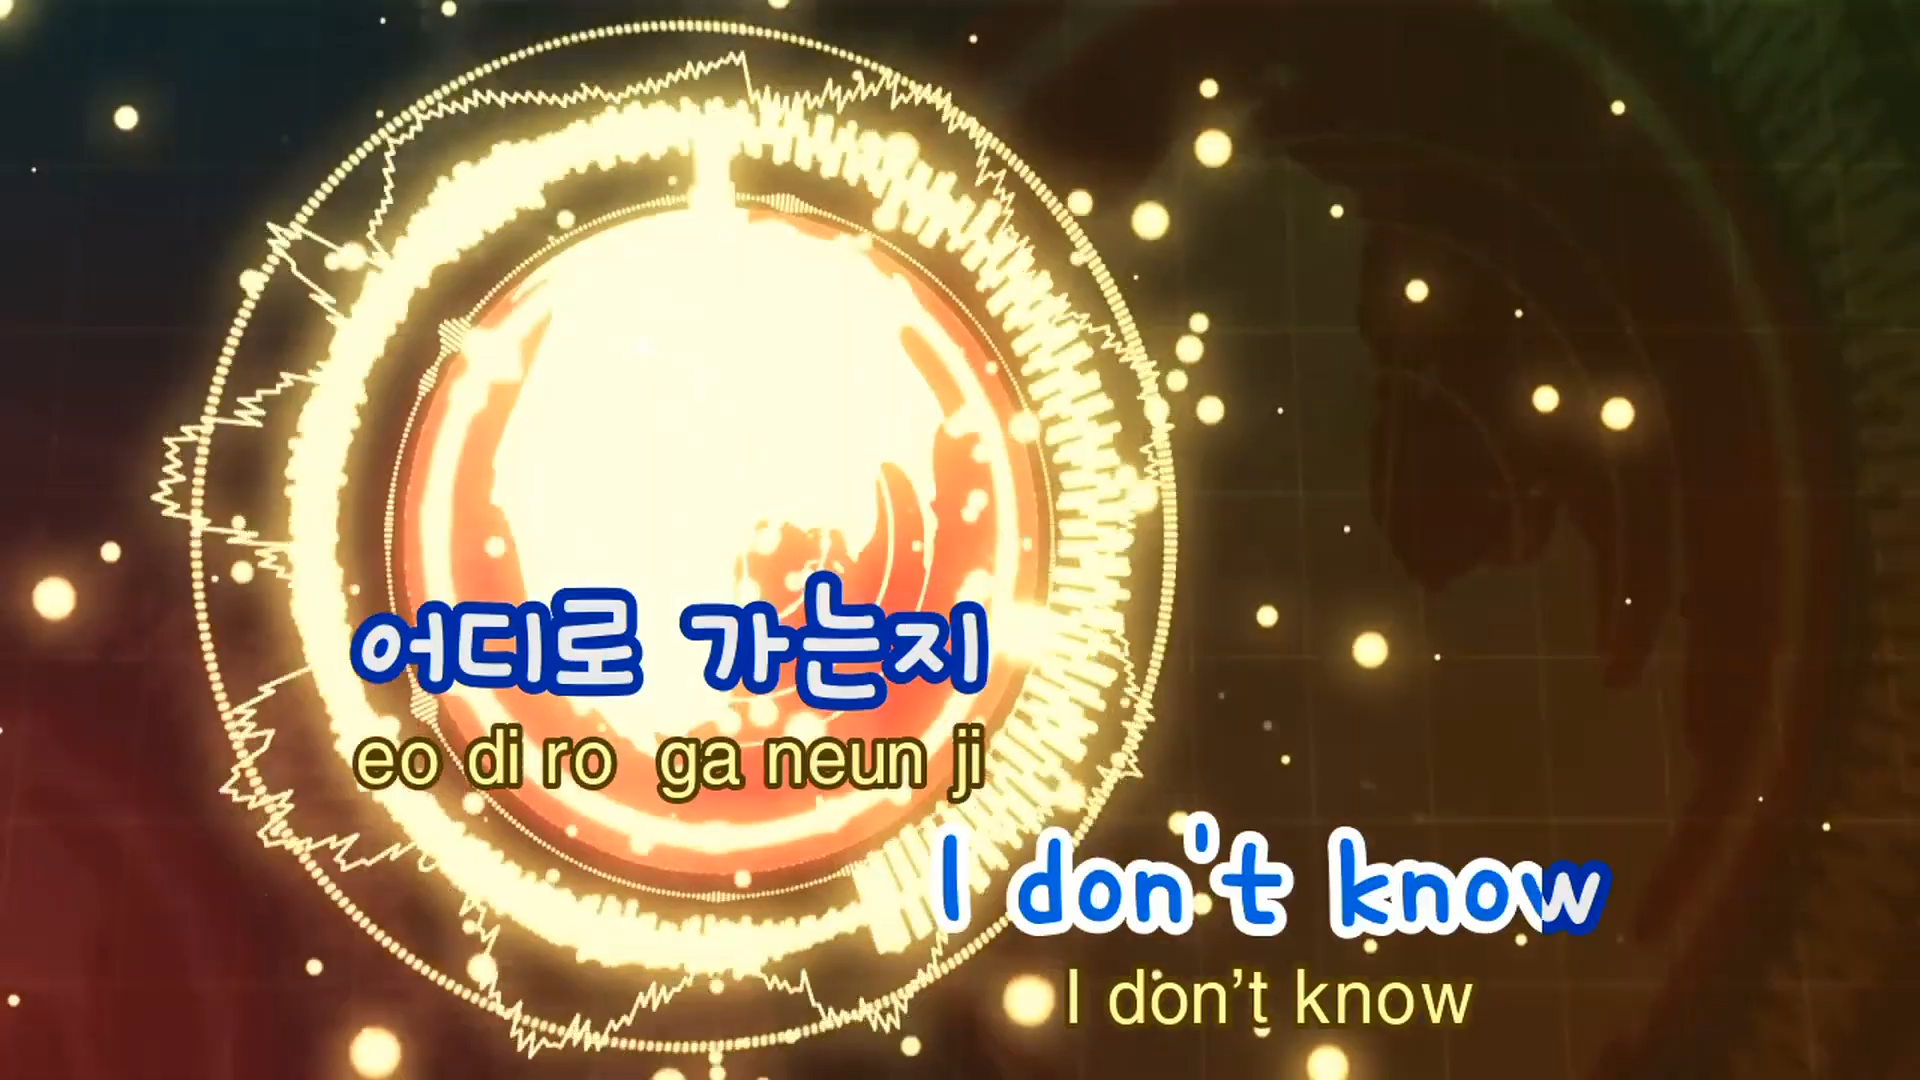 어디로 가는지
eo di ro ga neun ji
I don't know
I don’t know